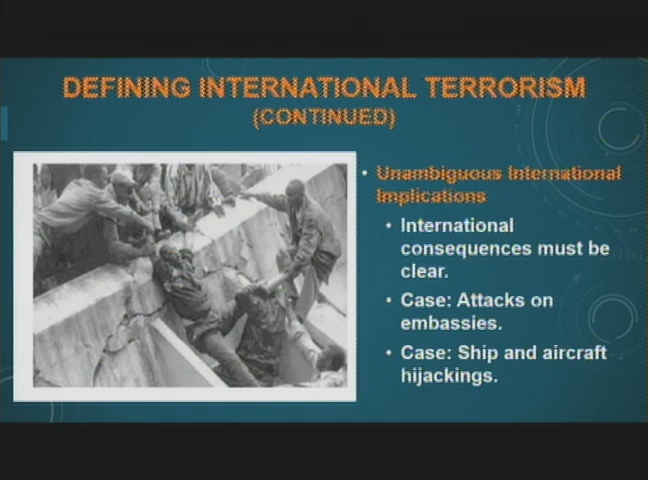 DEFINING INTERNATIONAL TERRORISM
(CONTINUED)
• Unambiguous International
Implications
• International
consequences must be
clear.
• Case: Attacks on
embassies.
• Case: Ship and aircraft
hijackings.